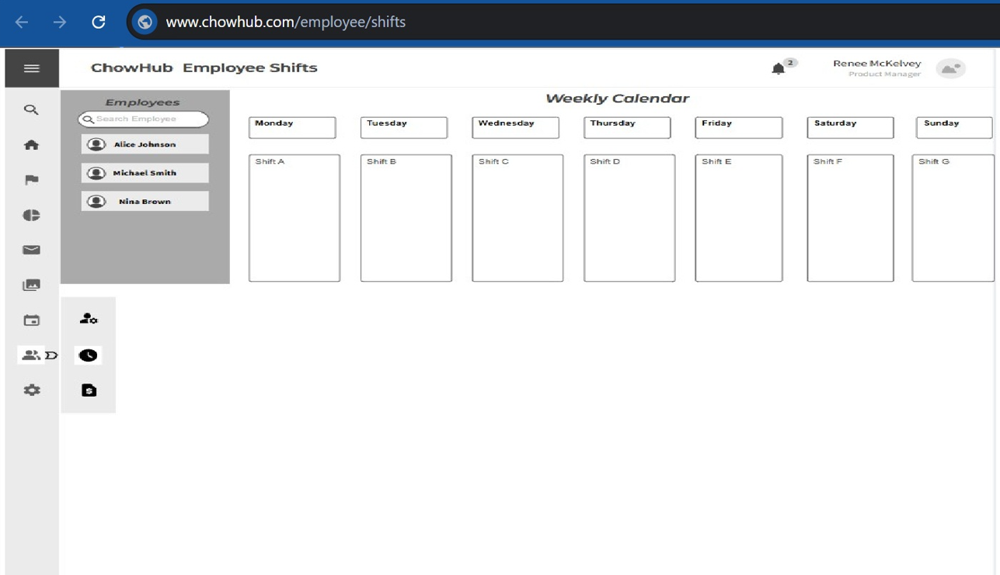 www.chowhub.com/employee/shifts
ChowHub Employee Shifts
2
Renee McKelvey
Product Manager
Employees
Search Employee
Alice Johnson
Michael Smith
Nina Brown
Weekly Calendar
Monday Tuesday Wednesday Thursday Friday Saturday Sunday
Shift A Shift B Shift C Shift D Shift E Shift F Shift G
$